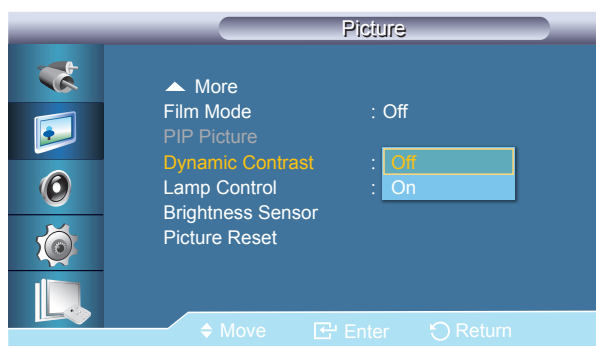 Picture
More
Film Mode : Off
PIP Picture
Dynamic Contrast : Off
Lamp Control : On
Brightness Sensor
Picture Reset
Move Enter Return